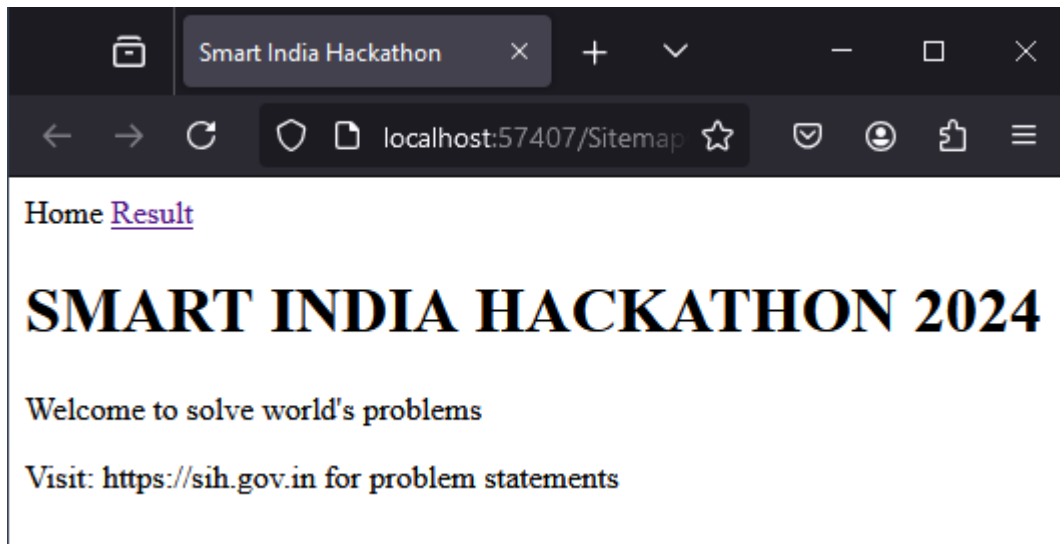 Smart India Hackathon
localhost:57407/Sitemap
Home Result
SMART INDIA HACKATHON 2024
Welcome to solve world's problems
Visit: https://sih.gov.in for problem statements